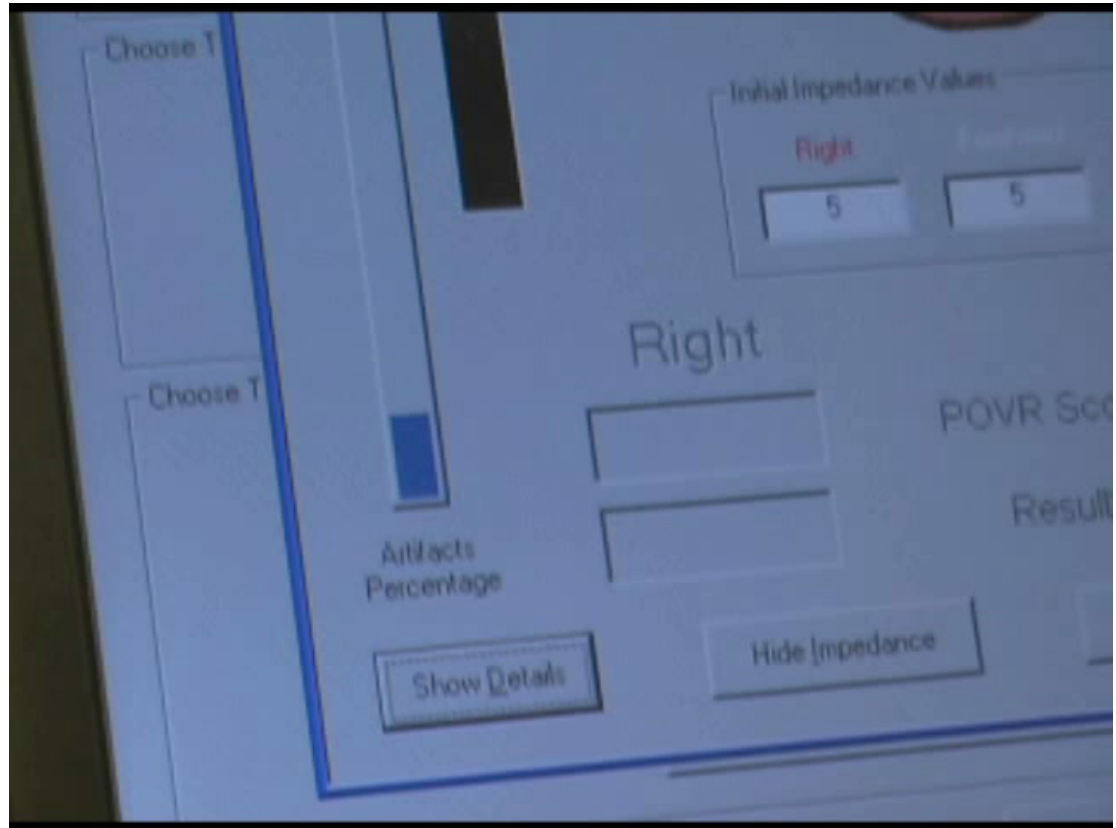 Choose T
Initial Impedance Values
Right
5
5
Right
Choose T
POVR Sco
Result
Artifacts
Percentage
Show Details
Hide Impedance